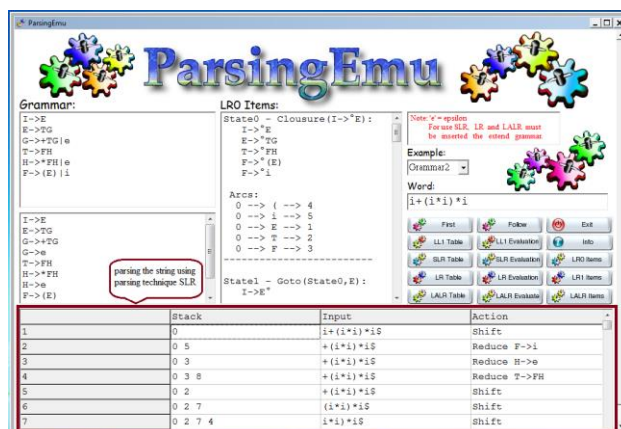 ParsingEmu
ParsingEmu
Grammar:
I->E
E->TG
G->+TG|e
T->FH
H->*FH|e
F->(E)|i
I->E
E->TG
G->+TG
G->e
T->FH
H->*FH
H->e
F->(E)
parsing the string using
parsing technique SLR
LR0 Items:
State0 - Clousure(I->°E):
I->°E
E->°TG
T->°FH
F->°(E)
F->°i
Arcs:
0 --> ( --> 4
0 --> i --> 5
0 --> E --> 1
0 --> T --> 2
0 --> F --> 3
------------------------------
State1 - Goto(State0,E):
I->E°
Note: 'e' = epsilon
For use SLR, LR and LALR must
be inserted the extend grammar.
Example:
Grammar2
Word:
i+(i*i)*i
First Follow Exit
LL1 Table LL1 Evaluation Info
SLR Table SLR Evaluation LR0 Items
LR Table LR Evaluation LR1 Items
LALR Table LALR Evaluate LALR Items
Stack Input Action
1 0 i+(i*i)*i$ Shift
2 0 5 +(i*i)*i$ Reduce F->i
3 0 3 +(i*i)*i$ Reduce H->e
4 0 3 8 +(i*i)*i$ Reduce T->FH
5 0 2 +(i*i)*i$ Shift
6 0 2 7 (i*i)*i$ Shift
7 0 2 7 4 i*i)*i$ Shift